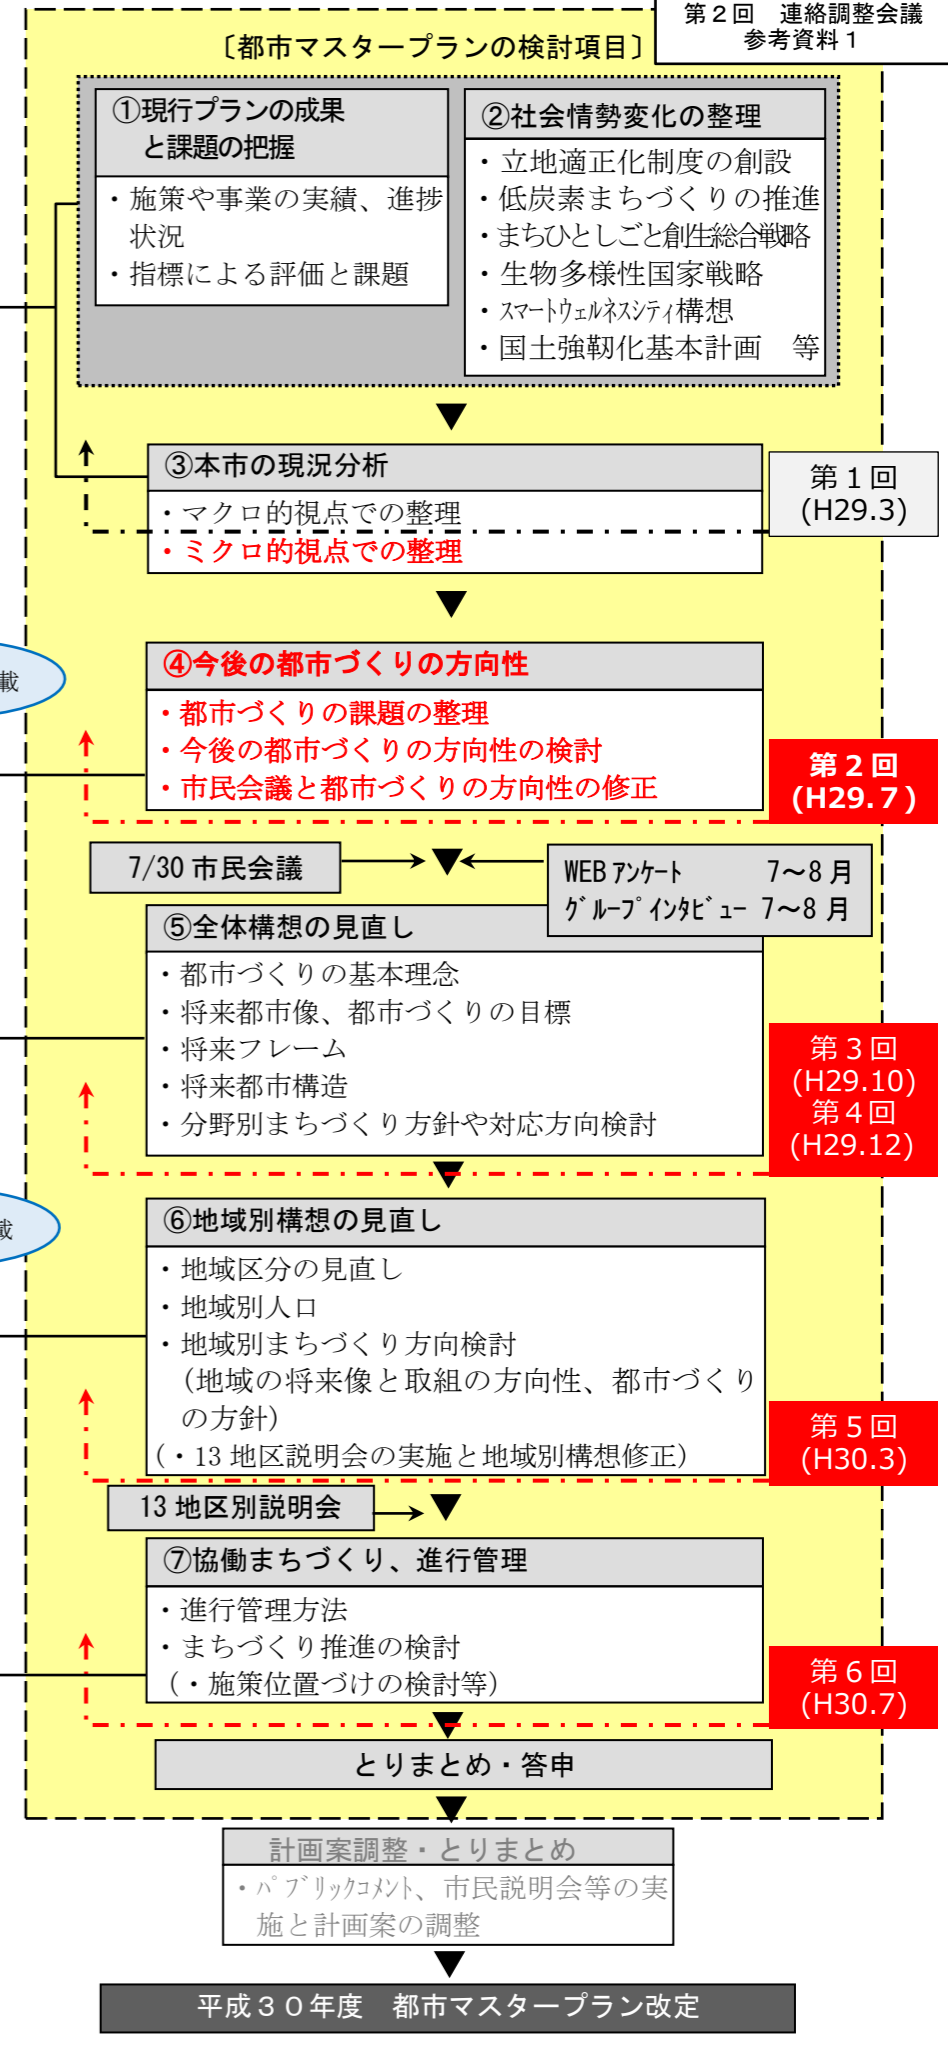 第２回　連絡調整会議
参考資料１
〔都市マスタープランの検討項目〕
①現行プランの成果
と課題の把握
・施策や事業の実績、進捗
状況
・指標による評価と課題
②社会情勢変化の整理
・立地適正化制度の創設
・低炭素まちづくりの推進
・まちひとしごと創生総合戦略
・生物多様性国家戦略
・ｽﾏｰﾄｳｪﾙﾈｽｼﾃｨ構想
・国土強靭化基本計画　等
③本市の現況分析
・マクロ的視点での整理
・ミクロ的視点での整理
第１回
(H29.3)
載
④今後の都市づくりの方向性
・都市づくりの課題の整理
・今後の都市づくりの方向性の検討
・市民会議と都市づくりの方向性の修正
第２回
(H29.７)
7/30 市民会議
WEB ｱﾝｹｰﾄ　　　7～8 月
ｸﾞﾙｰﾌﾟｲﾝﾀﾋﾞｭｰ 7～8 月
⑤全体構想の見直し
・都市づくりの基本理念
・将来都市像、都市づくりの目標
・将来フレーム
・将来都市構造
・分野別まちづくり方針や対応方向検討
第３回
(H29.10)
第４回
(H29.12)
載
⑥地域別構想の見直し
・地域区分の見直し
・地域別人口
・地域別まちづくり方向検討
(地域の将来像と取組の方向性、都市づくり
の方針)
(・13 地区説明会の実施と地域別構想修正)
第５回
(H30.3)
13 地区別説明会
⑦協働まちづくり、進行管理
・進行管理方法
・まちづくり推進の検討
(・施策位置づけの検討等)
第６回
(H30.7)
とりまとめ・答申
計画案調整・とりまとめ
・ﾊﾟﾌﾞﾘｯｸｺﾒﾝﾄ、市民説明会等の実
施と計画案の調整
平成３０年度　都市マスタープラン改定